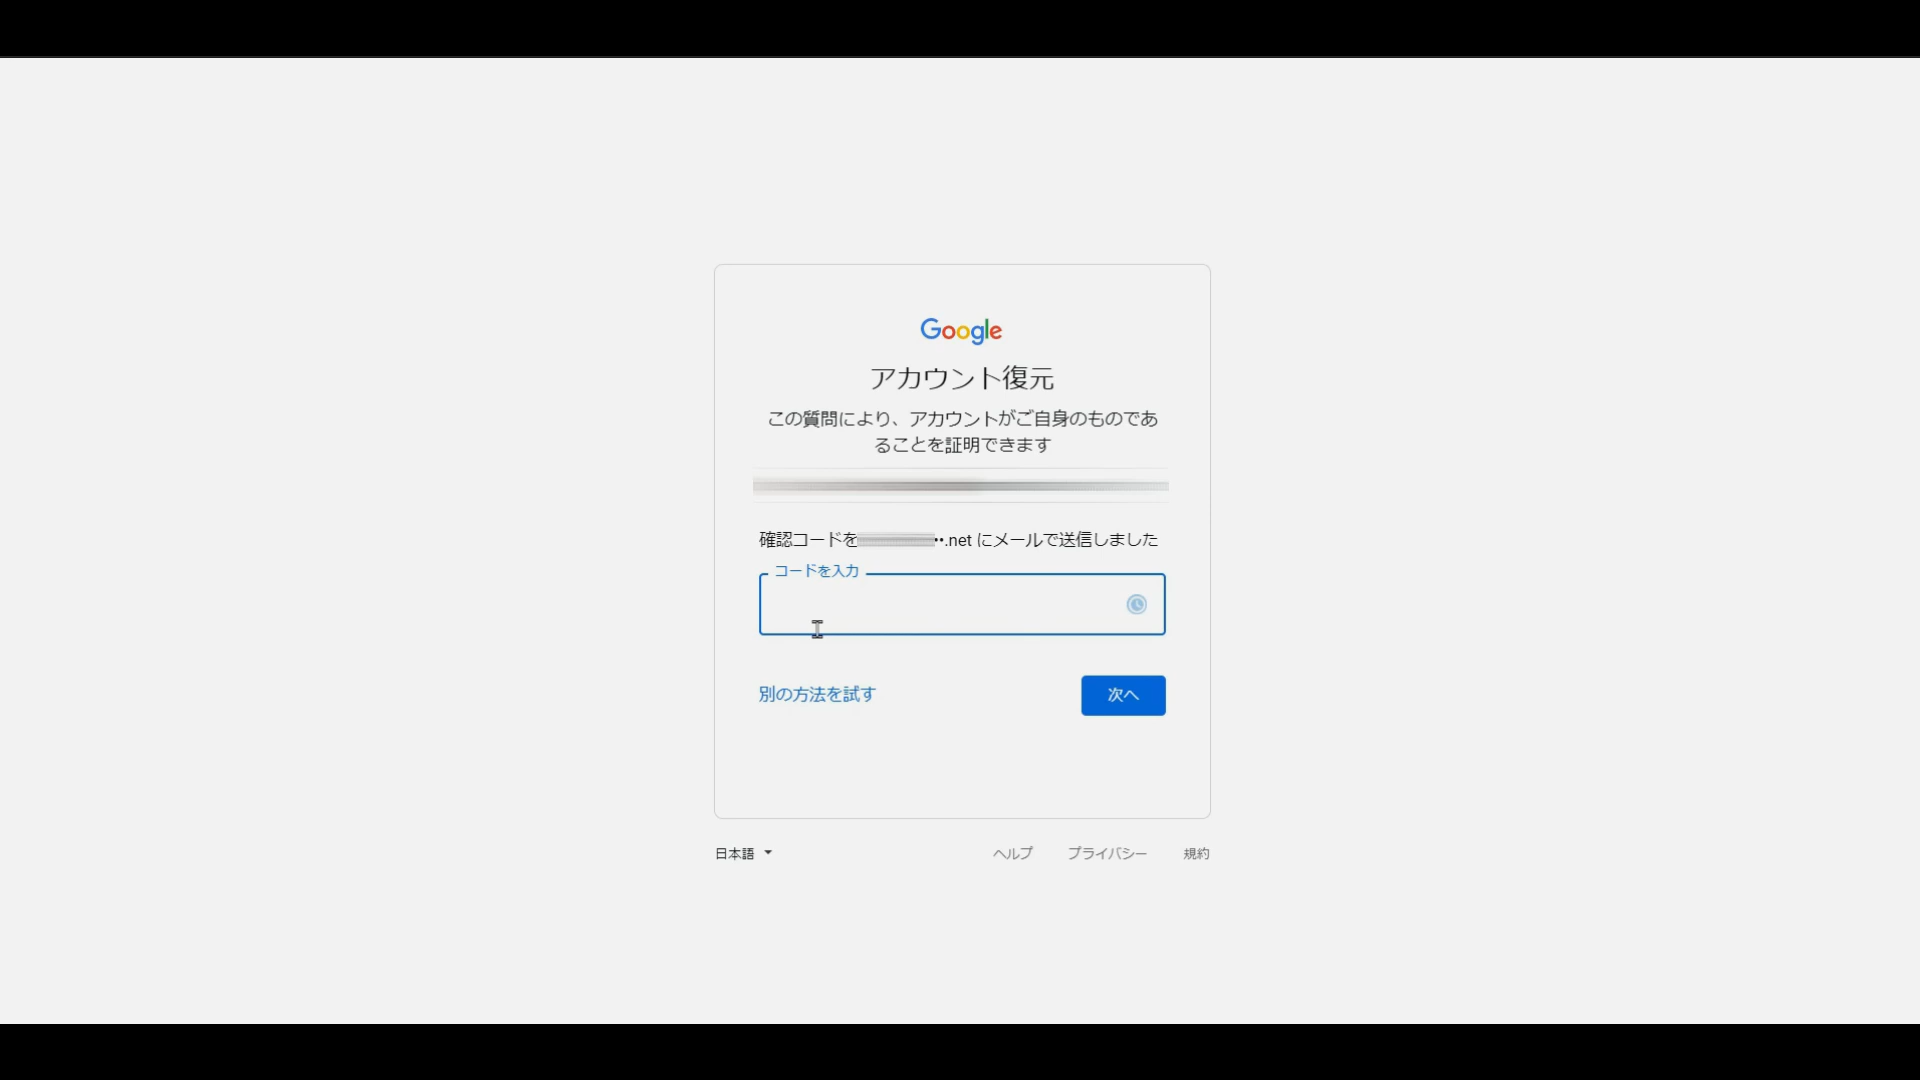 Google
アカウント復元
この質問により、アカウントがご自身のものであ
ることを証明できます
確認コードを ••.net にメールで送信しました
コードを入力
別の方法を試す
次へ
日本語
ヘルプ
プライバシー
規約